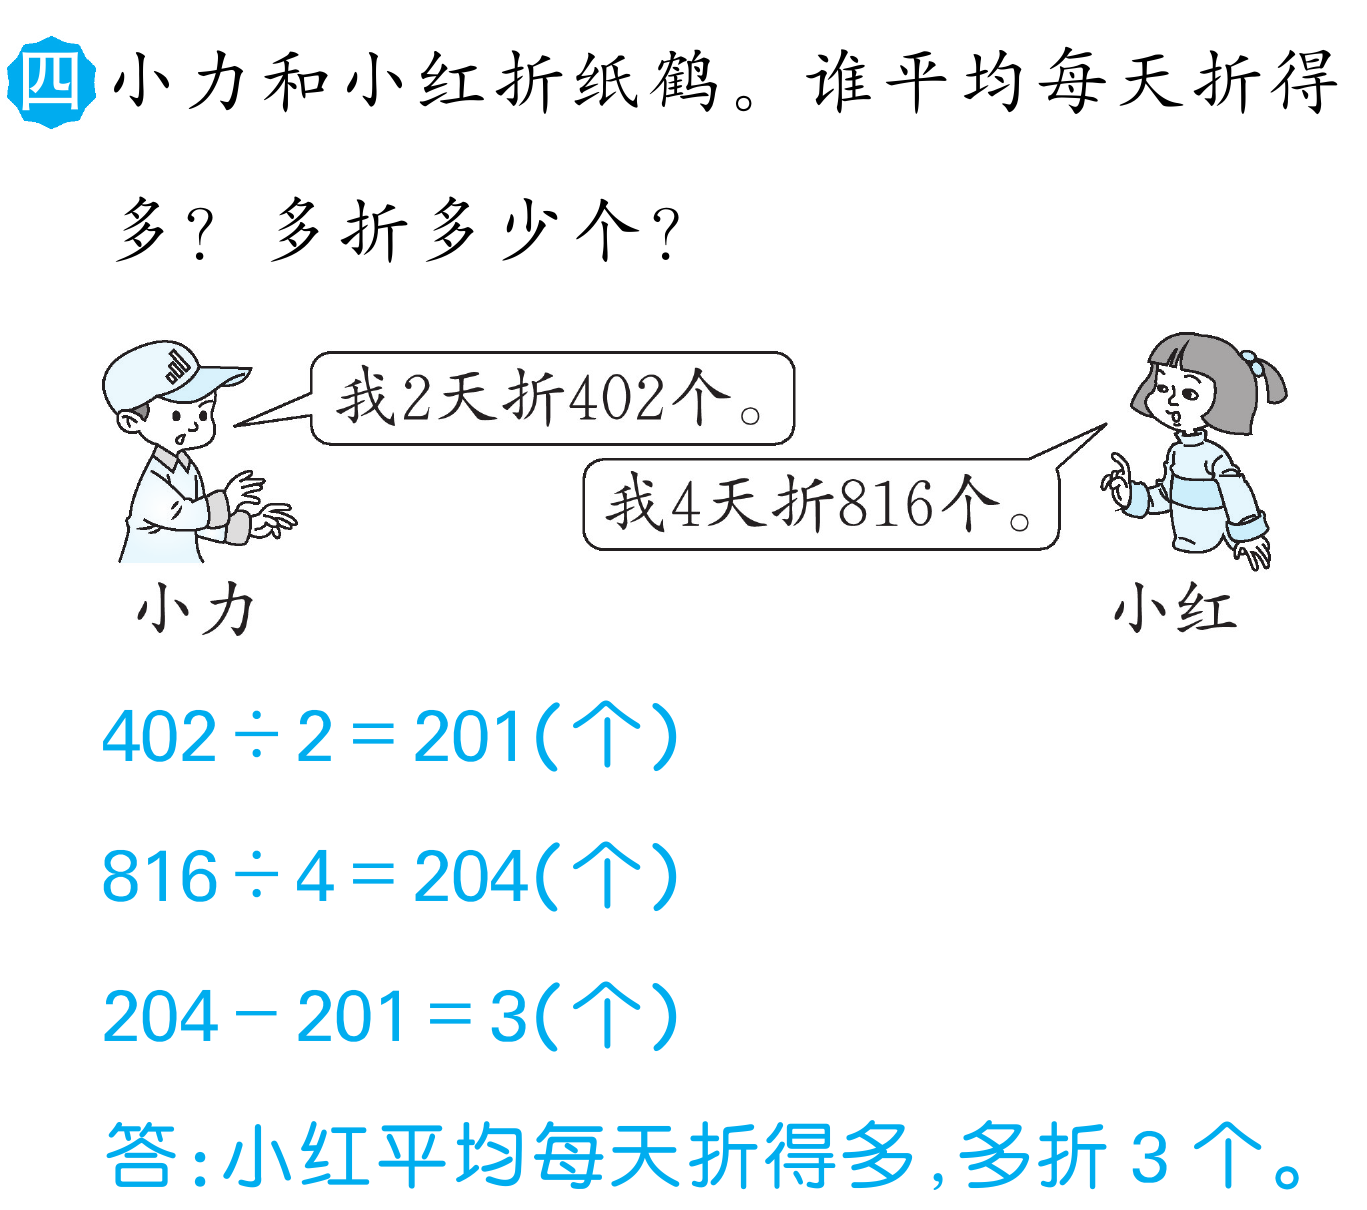 四 小力和小红折纸鹤。谁平均每天折得
多？多折多少个？
我2天折402个。
我4天折816个。
小力 小红
402÷2=201(个)
816÷4=204(个)
204-201=3(个)
答:小红平均每天折得多,多折3个。